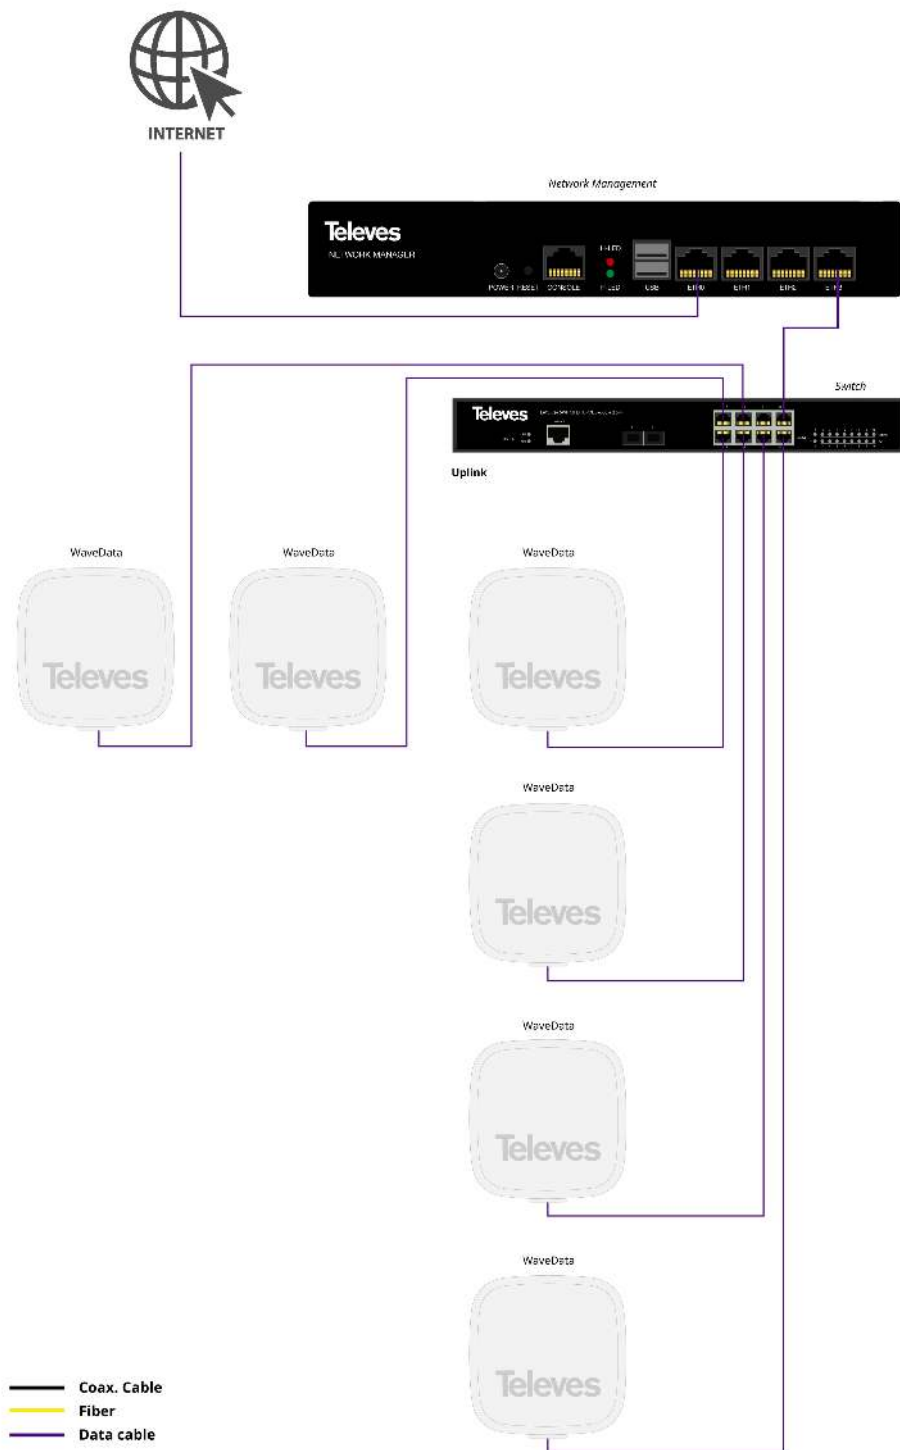 INTERNET
Network Management
Televes
NETWORK MANAGER
POWER RESET CONSOLE USB ETH0 ETH1 ETH2 ETH3
Switch
Televes
Uplink
WaveData
WaveData
WaveData
Televes
Televes
Televes
WaveData
Televes
WaveData
Televes
WaveData
Televes
Coax. Cable
Fiber
Data cable